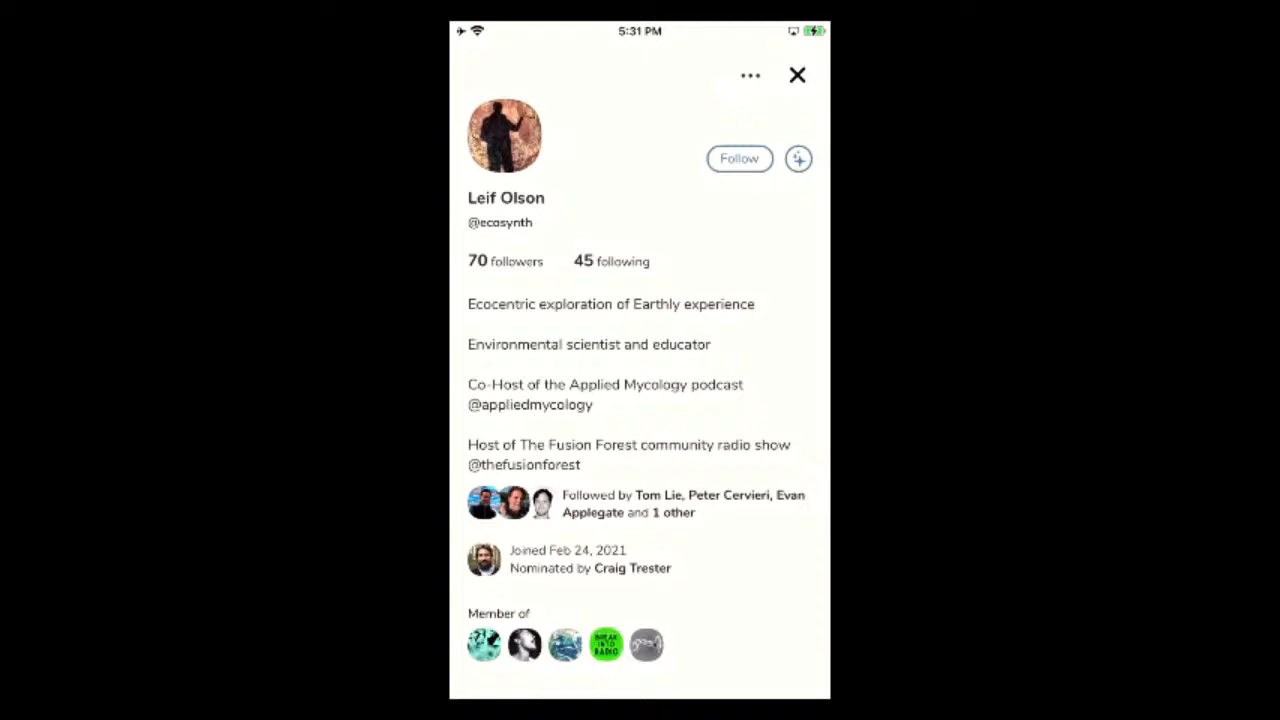 5:31 PM
Follow
Leif Olson
@ecosynth
70 followers 45 following
Ecocentric exploration of Earthly experience
Environmental scientist and educator
Co-Host of the Applied Mycology podcast
@appliedmycology
Host of The Fusion Forest community radio show
@thefusionforest
Followed by Tom Lie, Peter Cervieri, Evan
Applegate and 1 other
Joined Feb 24, 2021
Nominated by Craig Trester
Member of
BREAK
INTO
RADIO